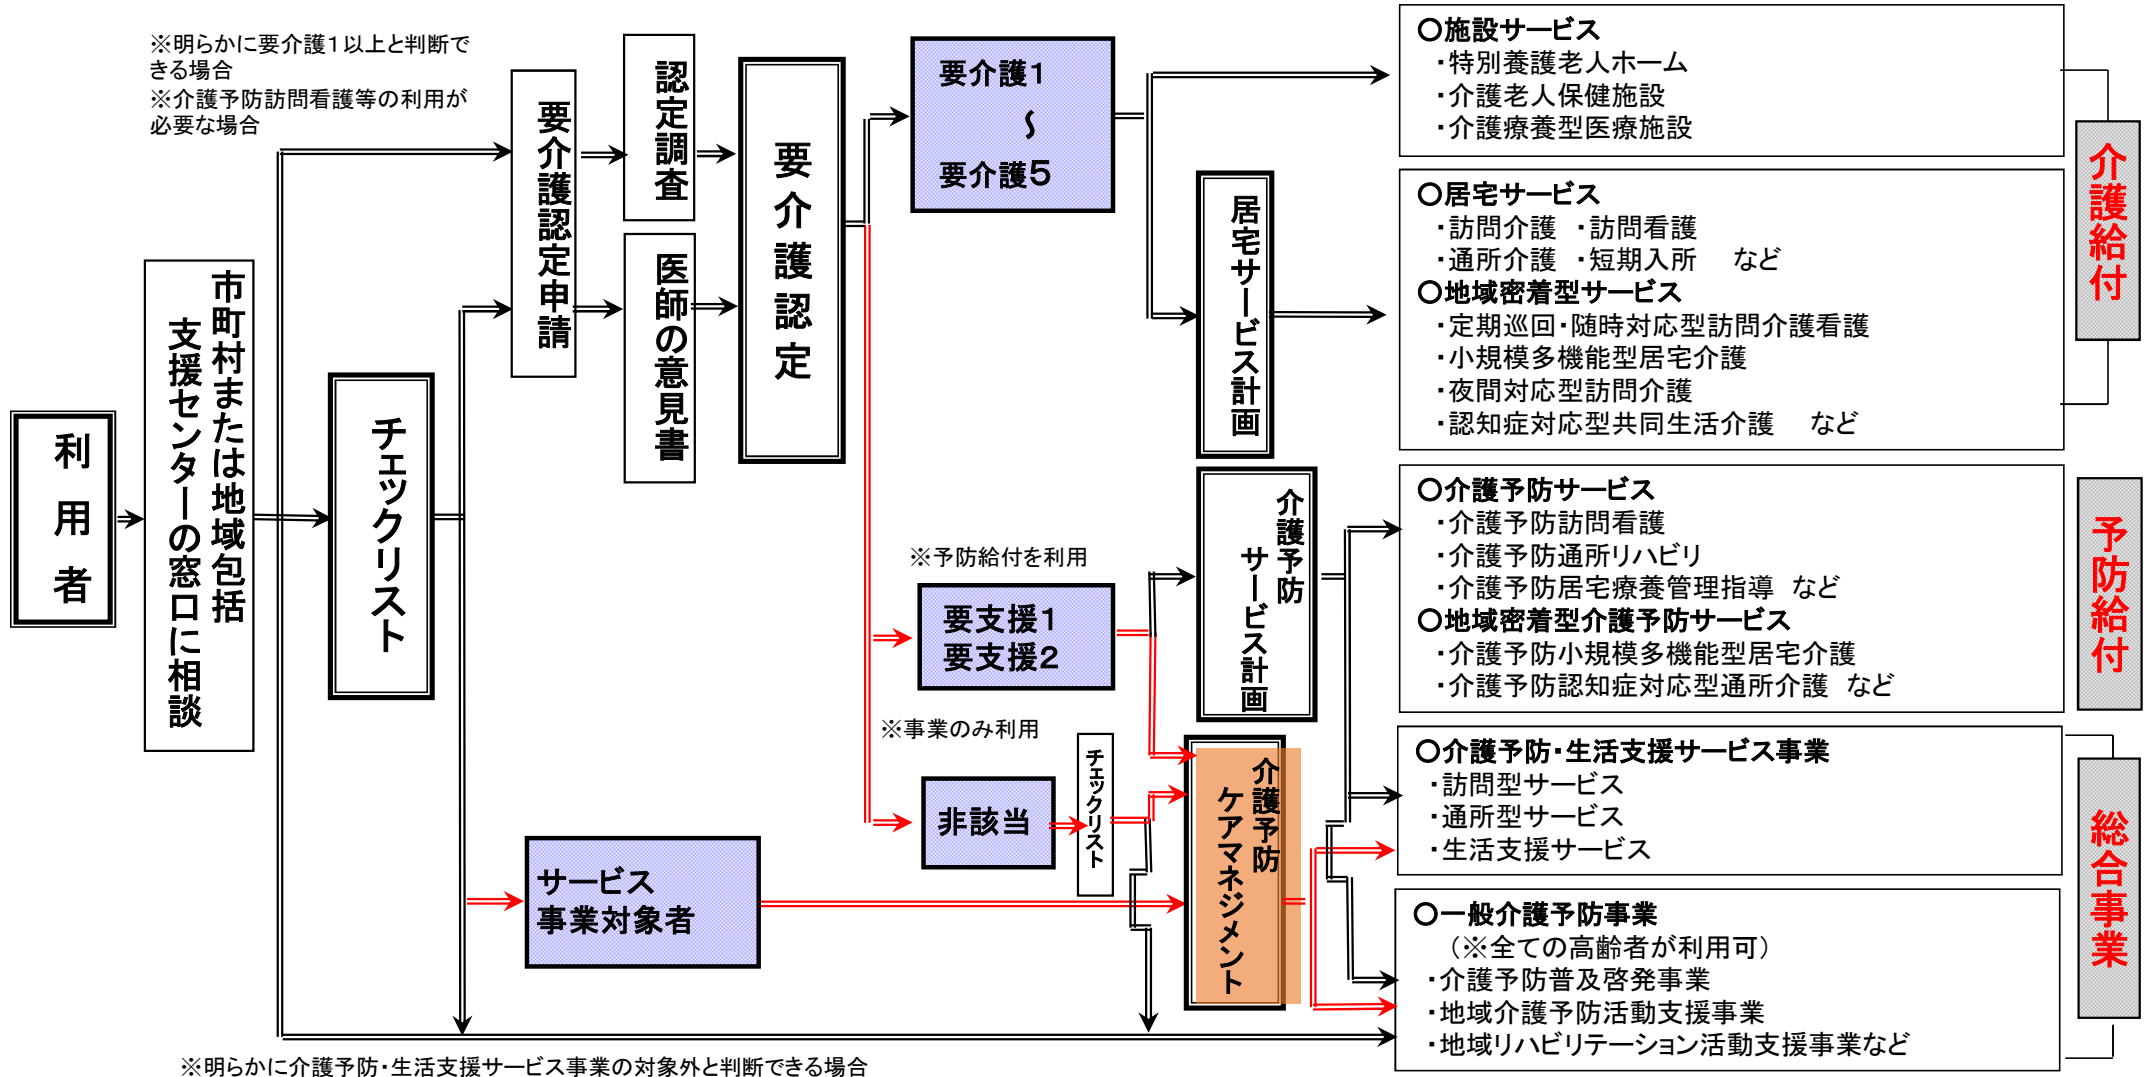 ※明らかに要介護１以上と判断で
きる場合
※介護予防訪問看護等の利用が
必要な場合
利用者
市町村または地域包括
支援センターの窓口に相談
チェックリスト
要介護認定申請
認定調査
医師の意見書
要介護認定
要介護１
～
要介護５
※予防給付を利用
要支援１
要支援２
※事業のみ利用
非該当
チェックリスト
サービス
事業対象者
居宅サービス計画
介護予防
サービス計画
介護予防
ケアマネジメント
○施設サービス
・特別養護老人ホーム
・介護老人保健施設
・介護療養型医療施設
○居宅サービス
・訪問介護　・訪問看護
・通所介護　・短期入所　など
○地域密着型サービス
・定期巡回・随時対応型訪問介護看護
・小規模多機能型居宅介護
・夜間対応型訪問介護
・認知症対応型共同生活介護　など
介護給付
○介護予防サービス
・介護予防訪問看護
・介護予防通所リハビリ
・介護予防居宅療養管理指導　など
○地域密着型介護予防サービス
・介護予防小規模多機能型居宅介護
・介護予防認知症対応型通所介護　など
予防給付
○介護予防・生活支援サービス事業
・訪問型サービス
・通所型サービス
・生活支援サービス
○一般介護予防事業
（※全ての高齢者が利用可）
・介護予防普及啓発事業
・地域介護予防活動支援事業
・地域リハビリテーション活動支援事業など
総合事業
※明らかに介護予防・生活支援サービス事業の対象外と判断できる場合